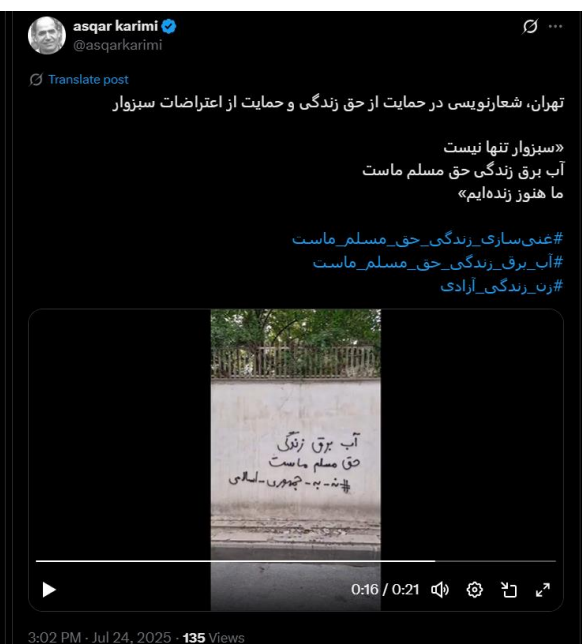 asqar karimi
@asqarkarimi
Translate post
تهران، شعارنویسی در حمایت از حق زندگی و حمایت از اعتراضات سبزوار
«سبزوار تنها نیست
آب برق زندگی حق مسلم ماست
ما هنوز زنده‌ایم»
#غنی‌سازی_زندگی_حق_مسلم_ماست
#آب_برق_زندگی_حق_مسلم_ماست
#زن_زندگی_آزادی
آب برق زندگی
حق مسلم ماست
#نه_به_جمهوری_اسلامی
0:16 / 0:21
3:02 PM · Jul 24, 2025 · 135 Views